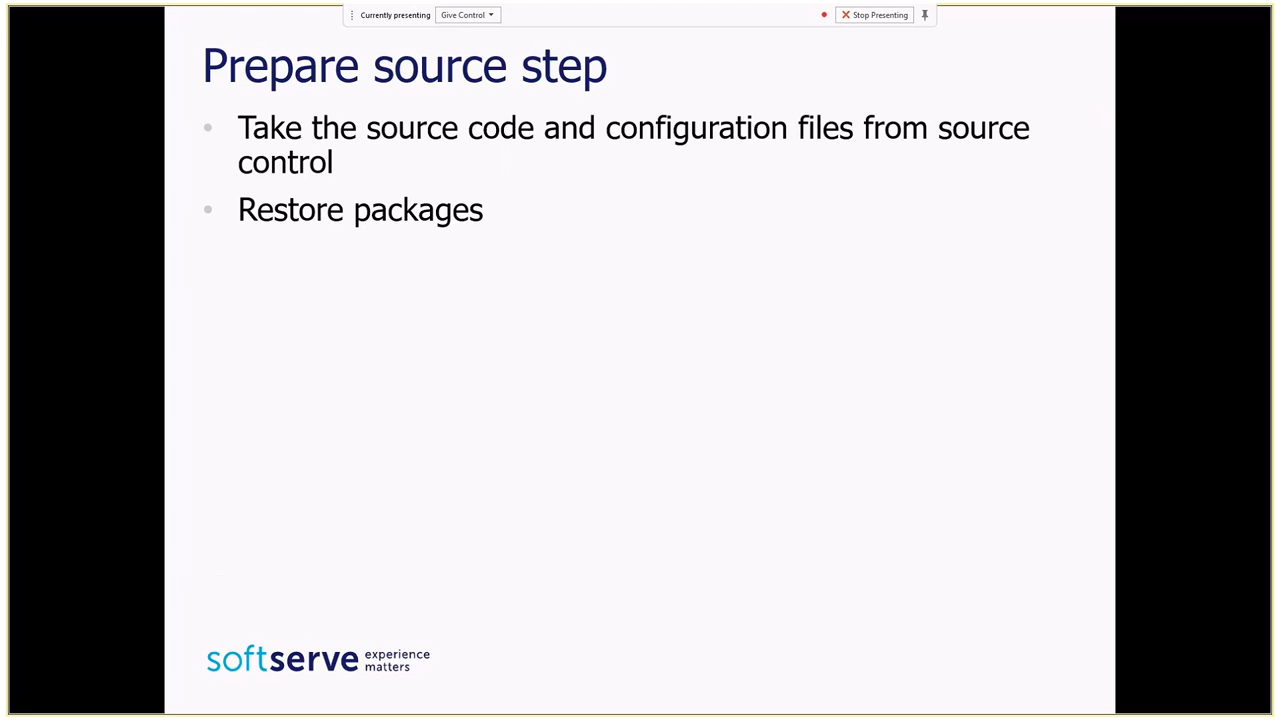 Currently presenting Give Control Stop Presenting
Prepare source step
• Take the source code and configuration files from source
control
• Restore packages
softserve experience
matters